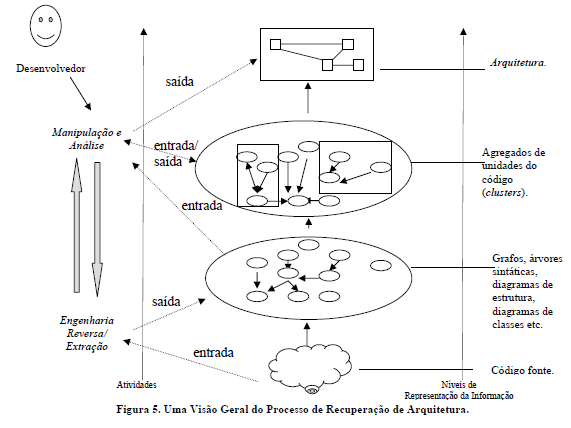 Desenvolvedor
Arquitetura.
saída
Manipulação e
Análise
entrada/
saída
Agregados de
unidades do
código
(clusters).
entrada
Grafos, árvores
sintáticas,
diagramas de
estrutura,
diagramas de
classes etc.
saída
Engenharia
Reversa/
Extração
entrada
Código fonte.
Atividades
Níveis de
Representação da Informação
Figura 5. Uma Visão Geral do Processo de Recuperação de Arquitetura.